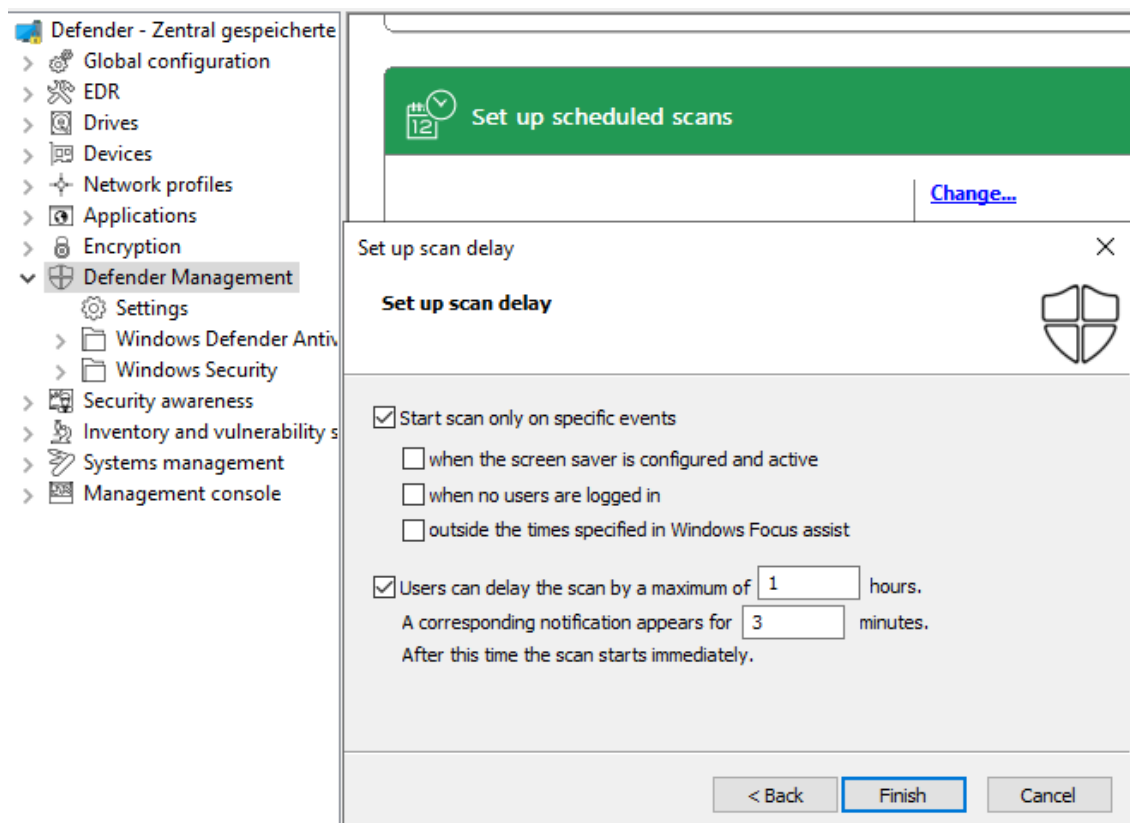 Defender - Zentral gespeicherte
Global configuration
EDR
Drives
Devices
Network profiles
Applications
Encryption
Defender Management
Settings
Windows Defender Antiv
Windows Security
Security awareness
Inventory and vulnerability s
Systems management
Management console
12
Set up scheduled scans
Change...
Set up scan delay
Set up scan delay
Start scan only on specific events
when the screen saver is configured and active
when no users are logged in
outside the times specified in Windows Focus assist
Users can delay the scan by a maximum of 1 hours.
A corresponding notification appears for 3 minutes.
After this time the scan starts immediately.
< Back Finish Cancel